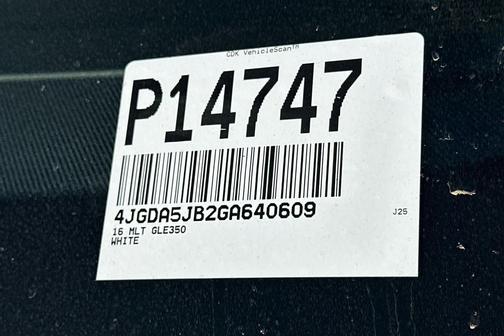 CDK VehicleScan™
P14747
4JGDA5JB2GA640609
16 MLT GLE350
J25
WHITE